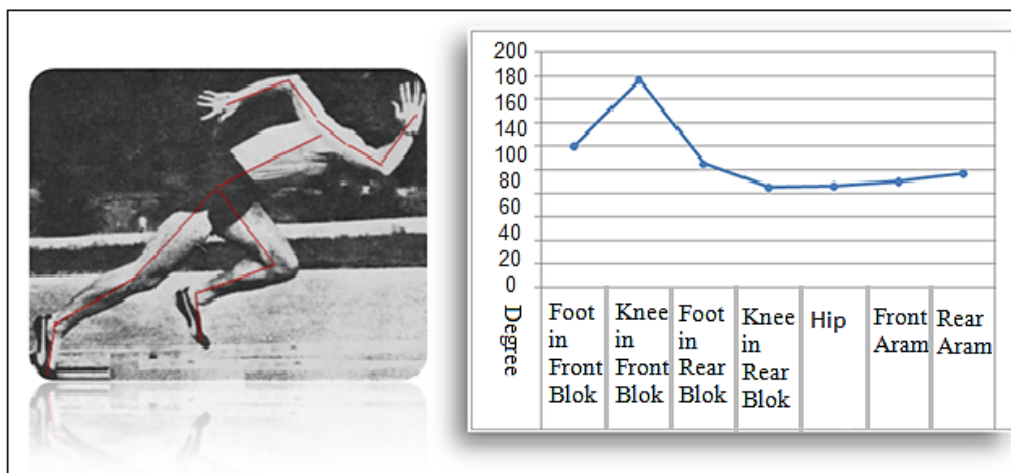 200
180
160
140
100
80
60
40
20
0
Degree
Foot
in
Front
Blok
Knee
in
Front
Blok
Foot
in
Rear
Blok
Knee
in
Rear
Blok
Hip
Front
Aram
Rear
Aram